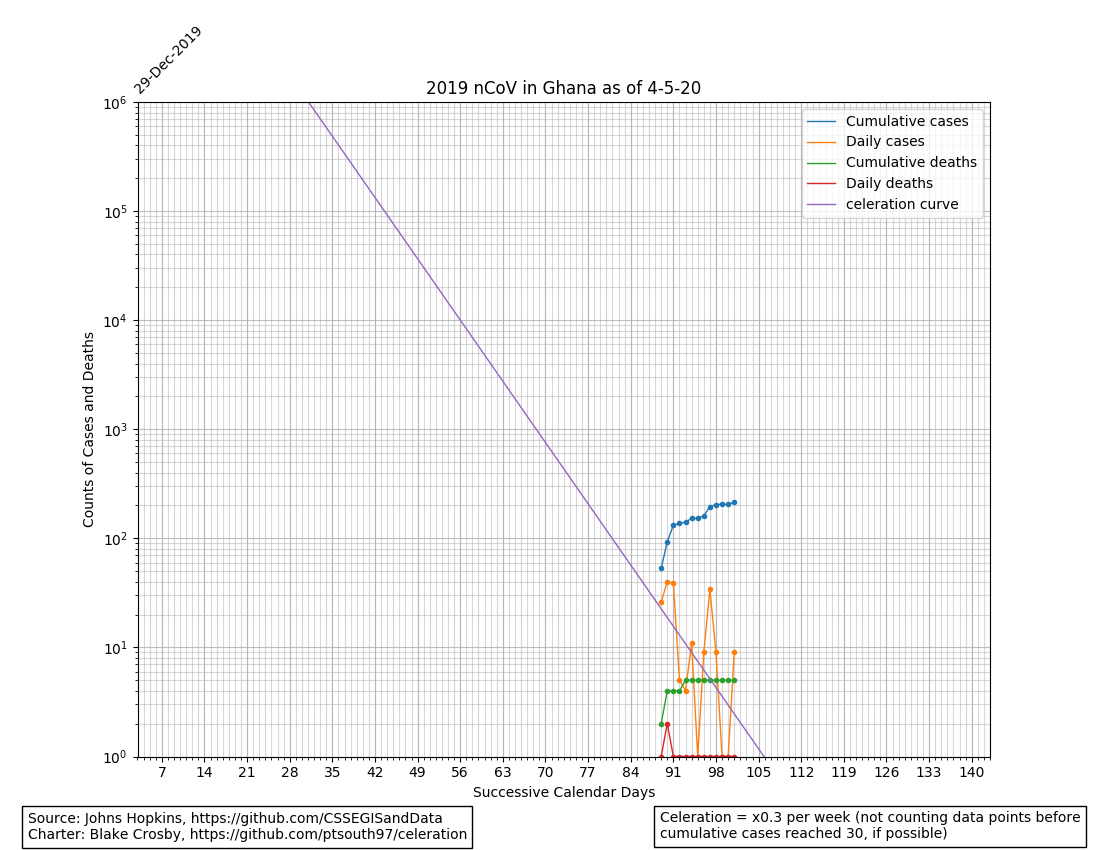 29-Dec-2019
2019 nCoV in Ghana as of 4-5-20
Cumulative cases
Daily cases
Cumulative deaths
Daily deaths
celeration curve
Counts of Cases and Deaths
10^6
10^5
10^4
10^3
10^2
10^1
10^0
7 14 21 28 35 42 49 56 63 70 77 84 91 98 105 112 119 126 133 140
Successive Calendar Days
Source: Johns Hopkins, https://github.com/CSSEGISandData
Charter: Blake Crosby, https://github.com/ptsouth97/celeration
Celeration = x0.3 per week (not counting data points before
cumulative cases reached 30, if possible)